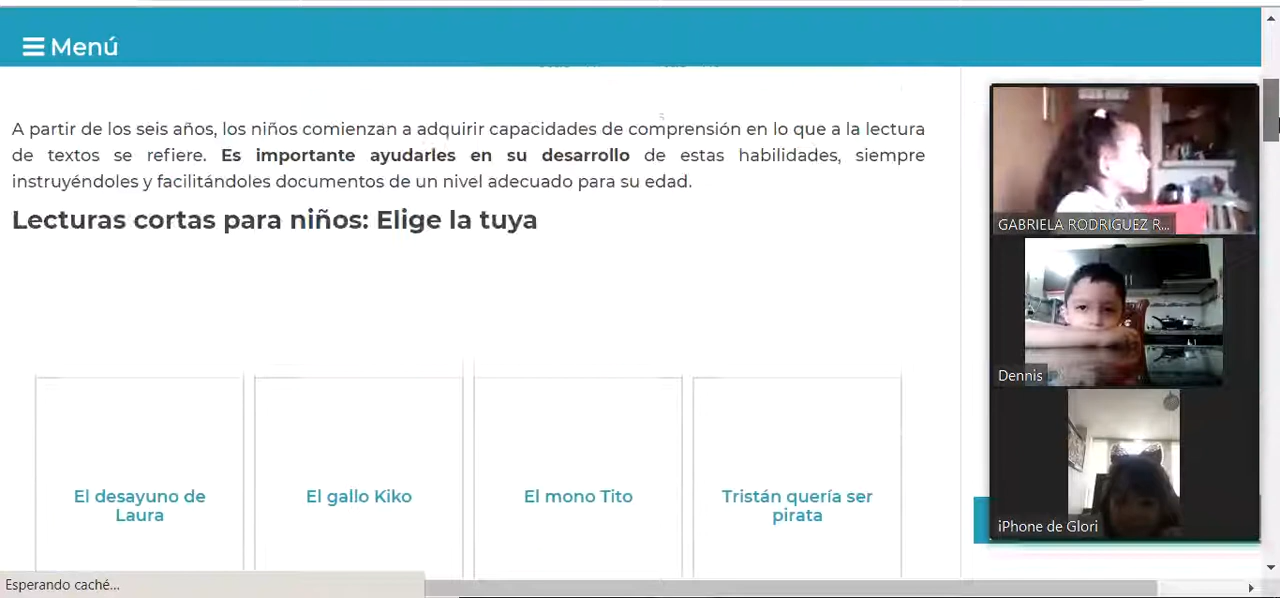 Menú
A partir de los seis años, los niños comienzan a adquirir capacidades de comprensión en lo que a la lectura
de textos se refiere. Es importante ayudarles en su desarrollo de estas habilidades, siempre
instruyéndoles y facilitándoles documentos de un nivel adecuado para su edad.
Lecturas cortas para niños: Elige la tuya
El desayuno de
Laura
El gallo Kiko
El mono Tito
Tristán quería ser
pirata
GABRIELA RODRIGUEZ R...
Dennis
iPhone de Glori
Esperando caché...